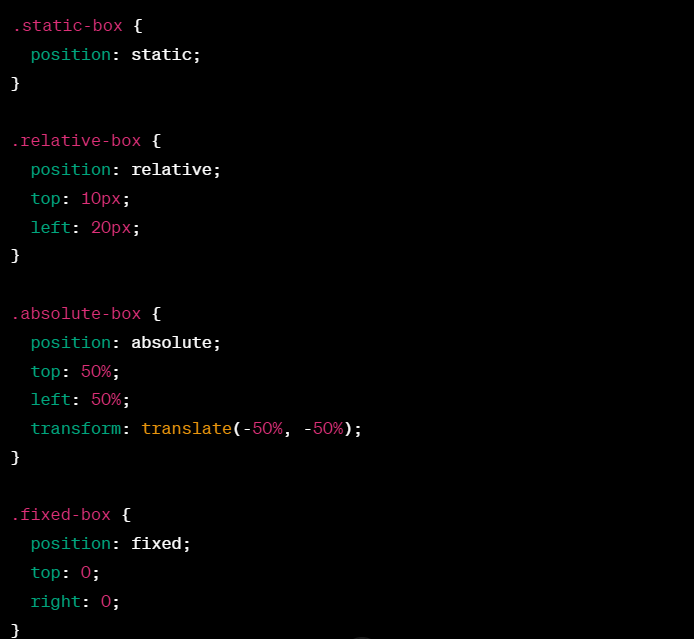 .static-box {
  position: static;
}

.relative-box {
  position: relative;
  top: 10px;
  left: 20px;
}

.absolute-box {
  position: absolute;
  top: 50%;
  left: 50%;
  transform: translate(-50%, -50%);
}

.fixed-box {
  position: fixed;
  top: 0;
  right: 0;
}